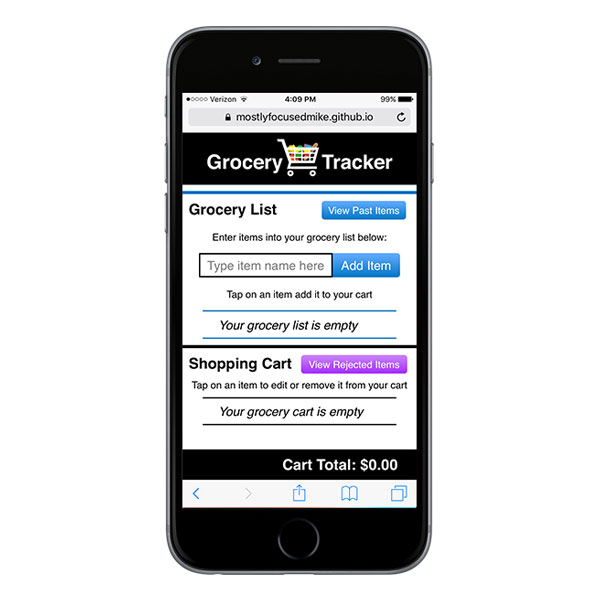 Verizon 4:09 PM 99%
mostlyfocusedmike.github.io
Grocery Tracker
Grocery List View Past Items
Enter items into your grocery list below:
Type item name here Add Item
Tap on an item add it to your cart
Your grocery list is empty
Shopping Cart View Rejected Items
Tap on an item to edit or remove it from your cart
Your grocery cart is empty
Cart Total: $0.00